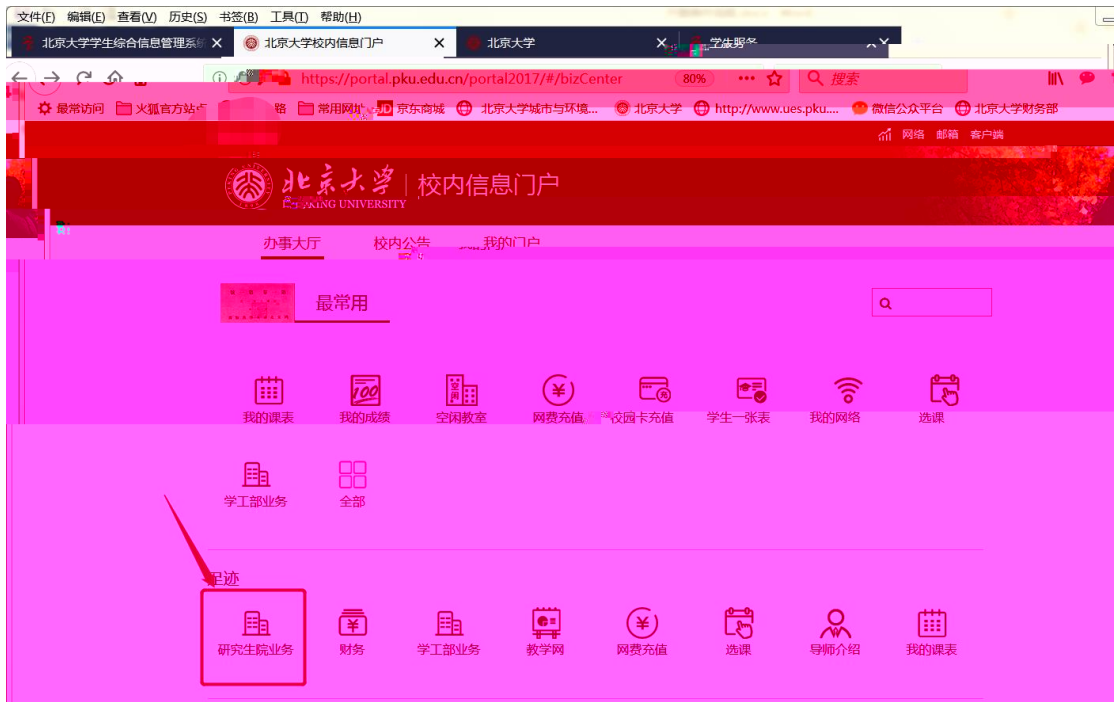 文件(F) 编辑(E) 查看(V) 历史(S) 书签(B) 工具(T) 帮助(H)
北京大学学生综合信息管理系统 北京大学校内信息门户 北京大学 学生服务
https://portal.pku.edu.cn/portal2017/#/bizCenter 80% 搜索
最常访问 火狐官方站点 常用网址 京东商城 北京大学城市与环境... 北京大学 http://www.ues.pku.... 微信公众平台 北京大学财务部
网络 邮箱 客户端
北京大学 校内信息门户
PEKING UNIVERSITY
办事大厅 校内公告 我的门户
最常用
我的课表 我的成绩 空闲教室 网费充值 校园卡充值 学生一张表 我的网络 选课
学工部业务 全部
足迹
研究生院业务 财务 学工部业务 教学网 网费充值 选课 导师介绍 我的课表